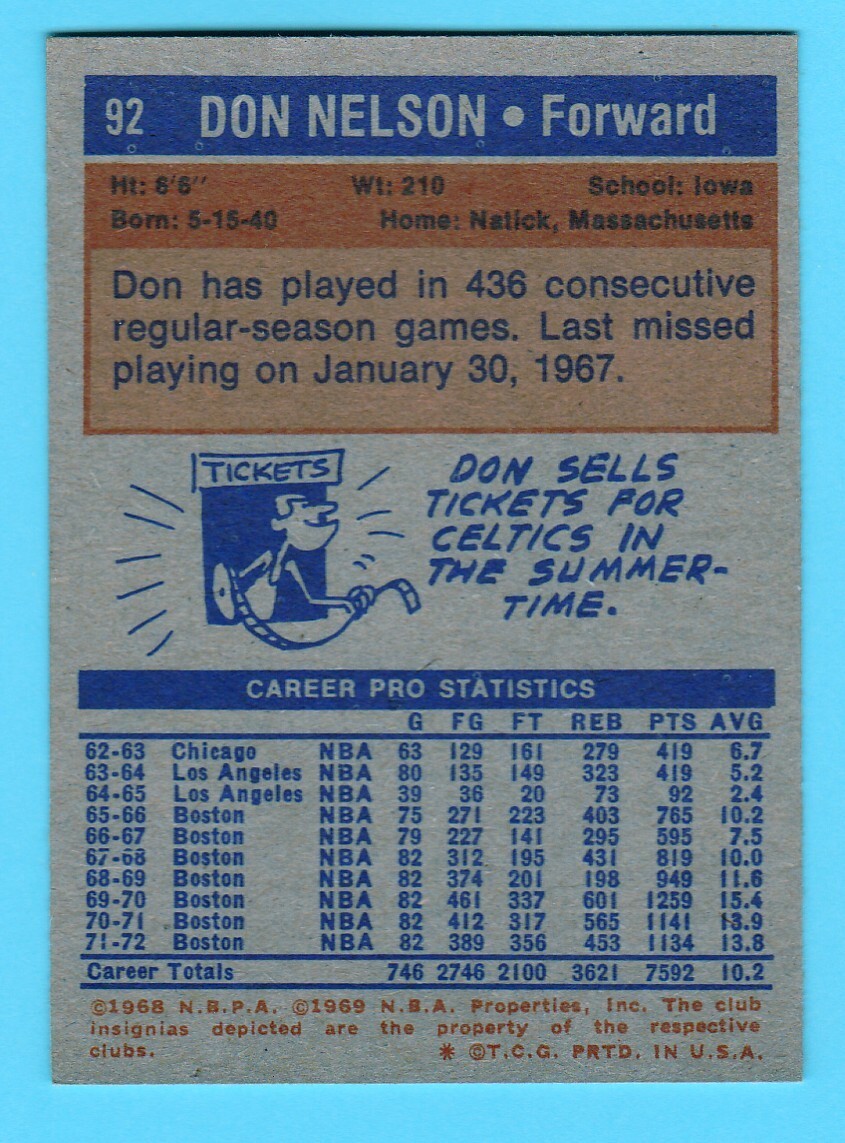 92 DON NELSON • Forward
Ht: 6'6" Wt: 210 School: Iowa
Born: 5-15-40 Home: Natick, Massachusetts
Don has played in 436 consecutive
regular-season games. Last missed
playing on January 30, 1967.
TICKETS
DON SELLS
TICKETS FOR
CELTICS IN
THE SUMMER-
TIME.
CAREER PRO STATISTICS
G FG FT REB PTS AVG
62-63 Chicago NBA 63 129 161 279 419 6.7
63-64 Los Angeles NBA 80 135 149 323 419 5.2
64-65 Los Angeles NBA 39 36 20 73 92 2.4
65-66 Boston NBA 75 271 223 403 765 10.2
66-67 Boston NBA 79 227 141 295 595 7.5
67-68 Boston NBA 82 312 195 431 819 10.0
68-69 Boston NBA 82 374 201 198 949 11.6
69-70 Boston NBA 82 461 337 601 1259 15.4
70-71 Boston NBA 82 412 317 565 1141 13.9
71-72 Boston NBA 82 389 356 453 1134 13.8
Career Totals 746 2746 2100 3621 7592 10.2
©1968 N.B.P.A. ©1969 N.B.A. Properties, Inc. The club
insignias depicted are the property of the respective
clubs. * ©T.C.G. PRTD. IN U.S.A.